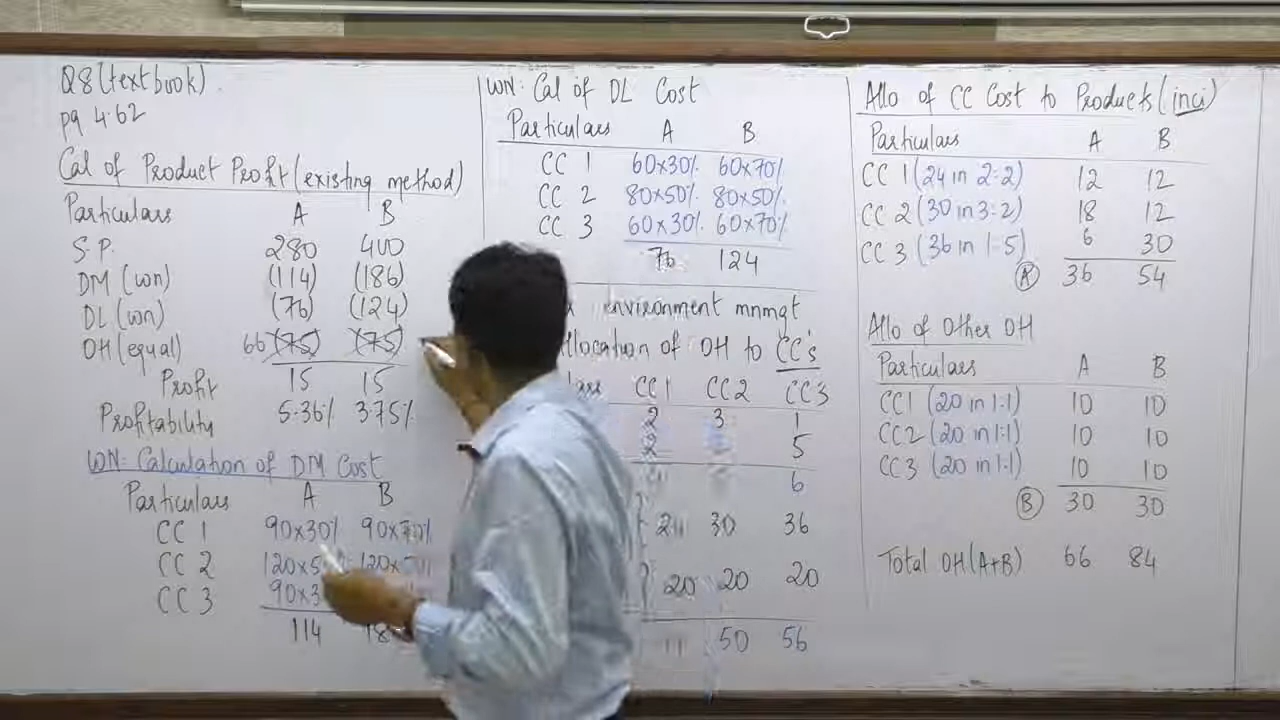 Q8(textbook)
pg 4.62
Cal of Product Profit (existing method)
Particulars A B
S.P. 280 400
DM (wn) (114) (186)
DL (wn) (76) (124)
OH (equal) 66 (75) (75)
Profit 15 15
Profitability 5.36% 3.75%
WN: Calculation of DM Cost
Particulars A B
CC 1 90x30% 90x70%
CC 2
CC 3
114
WN: Cal of DL Cost
Particulars A B
CC 1 60x30% 60x70%
CC 2 80x50% 80x50%
CC 3 60x30% 60x70%
76 124
environment mnmgt
of OH to CC's
CC 1 CC 2 CC 3
2 3 1
2 5
6
30 36
20 20 20
50 56
Allo of CC Cost to Products (inci)
Particulars A B
CC 1 (24 in 2:2) 12 12
CC 2 (30 in 3:2) 18 12
CC 3 (36 in 1:5) 6 30
(A) 36 54
Allo of Other OH
Particulars A B
CC1 (20 in 1:1) 10 10
CC2 (20 in 1:1) 10 10
CC3 (20 in 1:1) 10 10
(B) 30 30
Total OH (A+B) 66 84